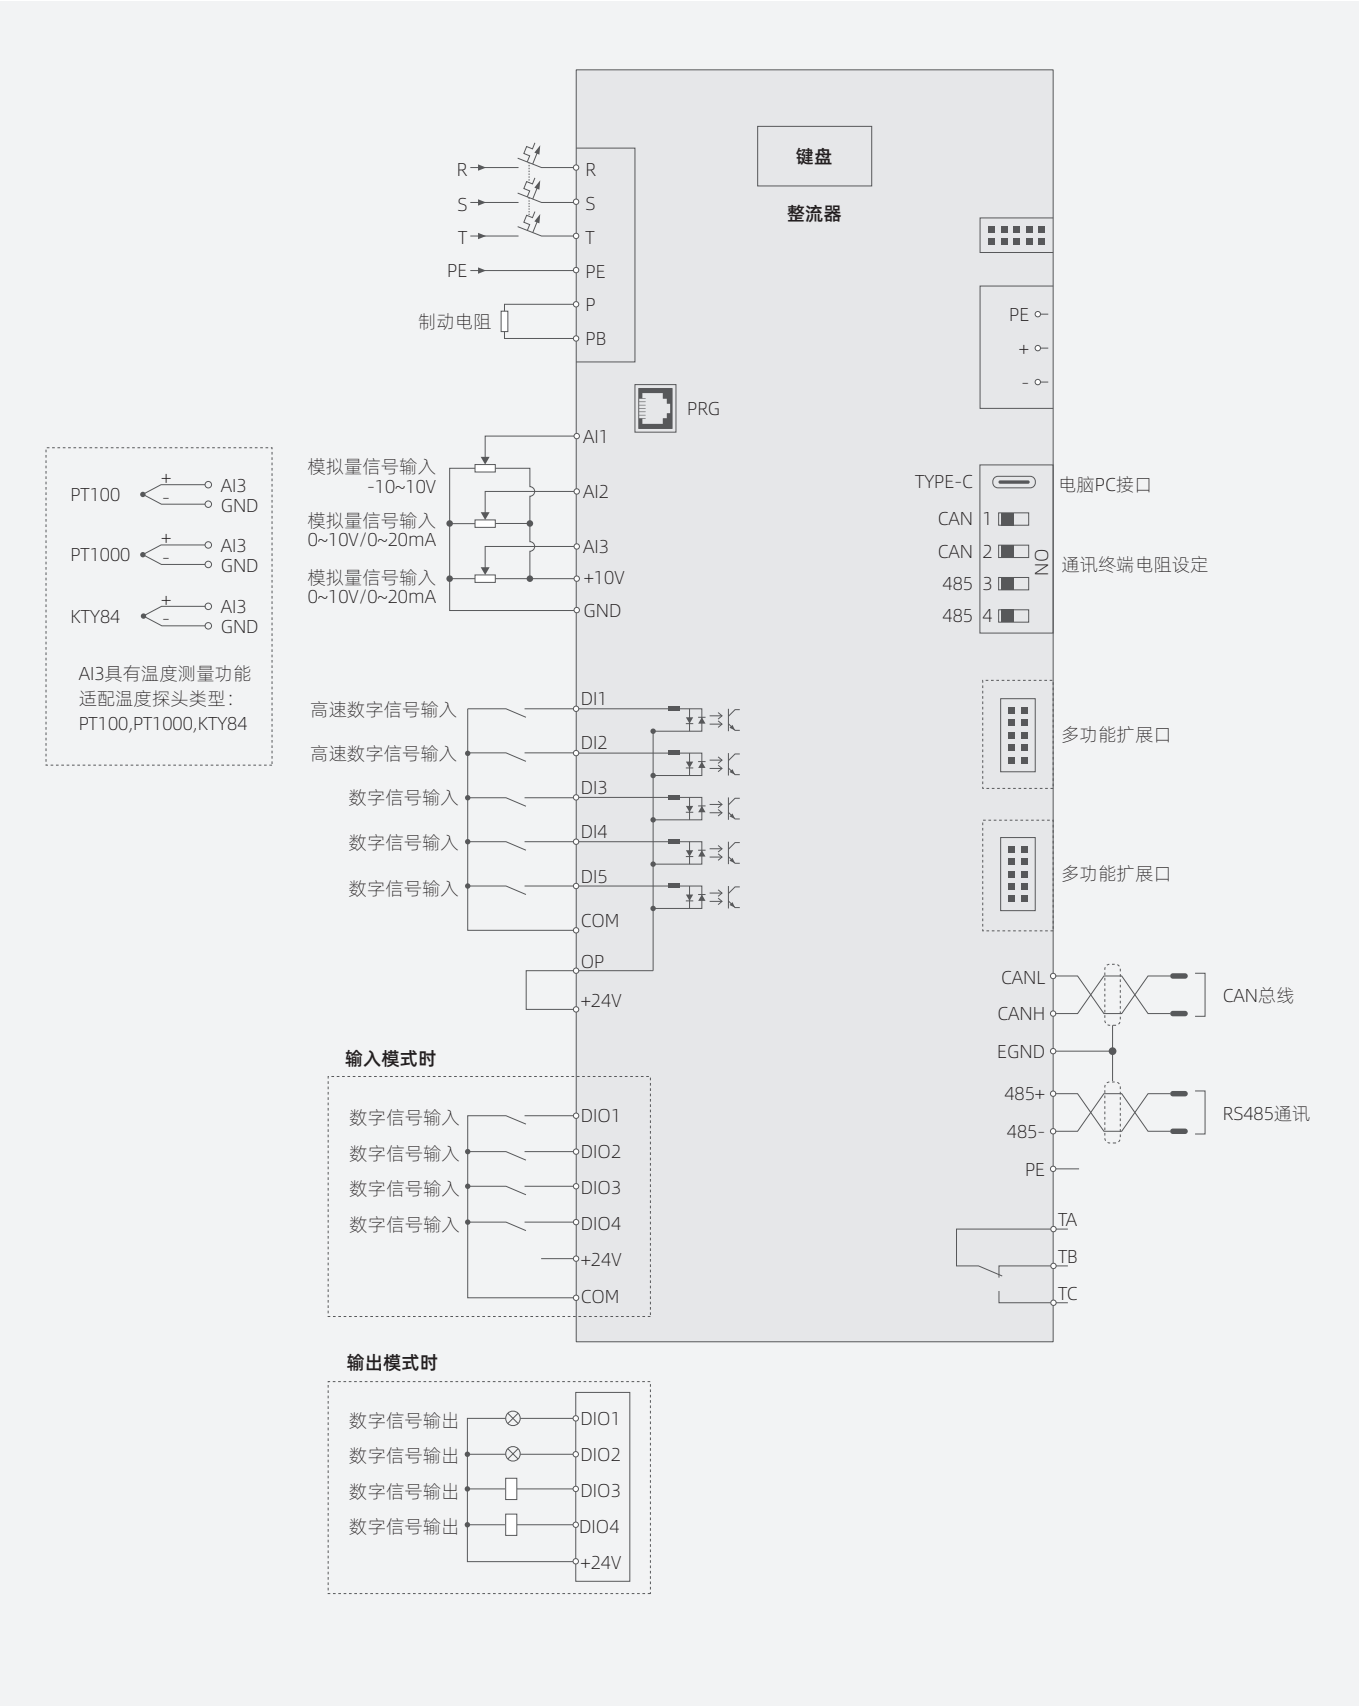 键盘
整流器
R
R
S
S
T
T
PE
PE
P
制动电阻
PB
PRG
PE
+
-
AI1
模拟量信号输入
-10~10V
AI2
模拟量信号输入
0~10V/0~20mA
AI3
模拟量信号输入
0~10V/0~20mA
+10V
GND
PT100
+
-
AI3
GND
PT1000
+
-
AI3
GND
KTY84
+
-
AI3
GND
AI3具有温度测量功能
适配温度探头类型：
PT100,PT1000,KTY84
TYPE-C
电脑PC接口
CAN 1
CAN 2
485 3
485 4
ON
通讯终端电阻设定
高速数字信号输入
DI1
高速数字信号输入
DI2
数字信号输入
DI3
数字信号输入
DI4
数字信号输入
DI5
COM
OP
+24V
多功能扩展口
多功能扩展口
CANL
CANH
CAN总线
EGND
485+
485-
RS485通讯
PE
TA
TB
TC
输入模式时
数字信号输入
DIO1
数字信号输入
DIO2
数字信号输入
DIO3
数字信号输入
DIO4
+24V
COM
输出模式时
数字信号输出
DIO1
数字信号输出
DIO2
数字信号输出
DIO3
数字信号输出
DIO4
+24V